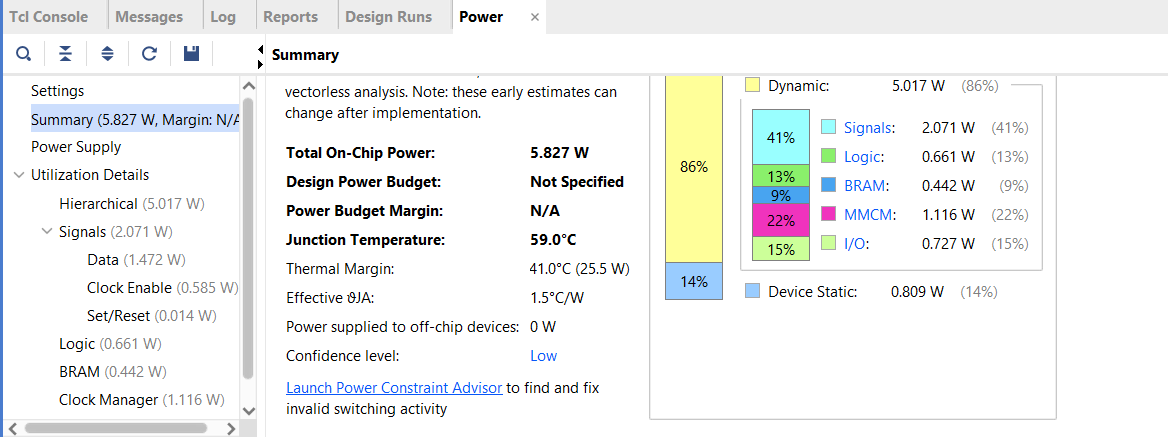 Tcl Console Messages Log Reports Design Runs Power ×
Summary
Settings
Summary (5.827 W, Margin: N/A
Power Supply
Utilization Details
Hierarchical (5.017 W)
Signals (2.071 W)
Data (1.472 W)
Clock Enable (0.585 W)
Set/Reset (0.014 W)
Logic (0.661 W)
BRAM (0.442 W)
Clock Manager (1.116 W)
vectorless analysis. Note: these early estimates can
change after implementation.
Total On-Chip Power: 5.827 W
Design Power Budget: Not Specified
Power Budget Margin: N/A
Junction Temperature: 59.0°C
Thermal Margin: 41.0°C (25.5 W)
Effective ϑJA: 1.5°C/W
Power supplied to off-chip devices: 0 W
Confidence level: Low
Launch Power Constraint Advisor to find and fix
invalid switching activity
86%
14%
Dynamic: 5.017 W (86%)
41%
13%
9%
22%
15%
Signals: 2.071 W (41%)
Logic: 0.661 W (13%)
BRAM: 0.442 W (9%)
MMCM: 1.116 W (22%)
I/O: 0.727 W (15%)
Device Static: 0.809 W (14%)